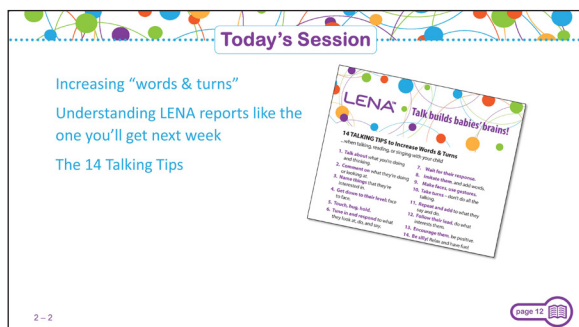 Today's Session
Increasing "words & turns"
Understanding LENA reports like the
one you'll get next week
The 14 Talking Tips
LENA™
Talk builds babies' brains!
14 TALKING TIPS to Increase Words & Turns
...when talking, reading, or singing with your child
1. Talk about what you're doing
and thinking.
2. Comment on what they're doing
or looking at.
3. Name things that they're
interested in.
4. Get down to their level: face
to face.
5. Touch, hug, hold.
6. Tune in and respond to what
they look at, do, and say.
7. Wait for their response.
8. Imitate them, and add words.
9. Make faces, use gestures.
10. Take turns – don't do all the
talking.
11. Repeat and add to what they
say and do.
12. Follow their lead, do what
interests them.
13. Encourage them, be positive.
14. Be silly! Relax and have fun!
2 – 2
page 12